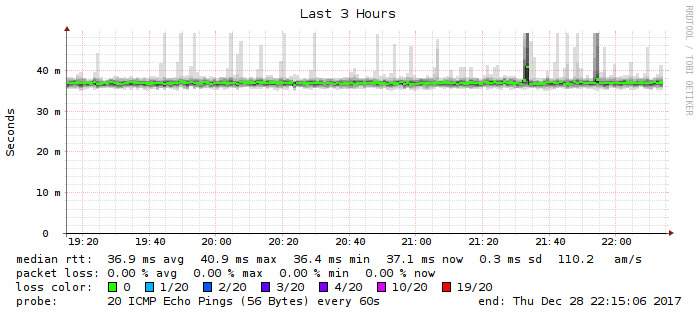 Last 3 Hours
RRDTOOL / TOBI OETIKER
Seconds
40 m
30 m
20 m
10 m
0
19:20 19:40 20:00 20:20 20:40 21:00 21:20 21:40 22:00
median rtt: 36.9 ms avg 40.9 ms max 36.4 ms min 37.1 ms now 0.3 ms sd 110.2 am/s
packet loss: 0.00 % avg 0.00 % max 0.00 % min 0.00 % now
loss color: 0 1/20 2/20 3/20 4/20 10/20 19/20
probe: 20 ICMP Echo Pings (56 Bytes) every 60s end: Thu Dec 28 22:15:06 2017